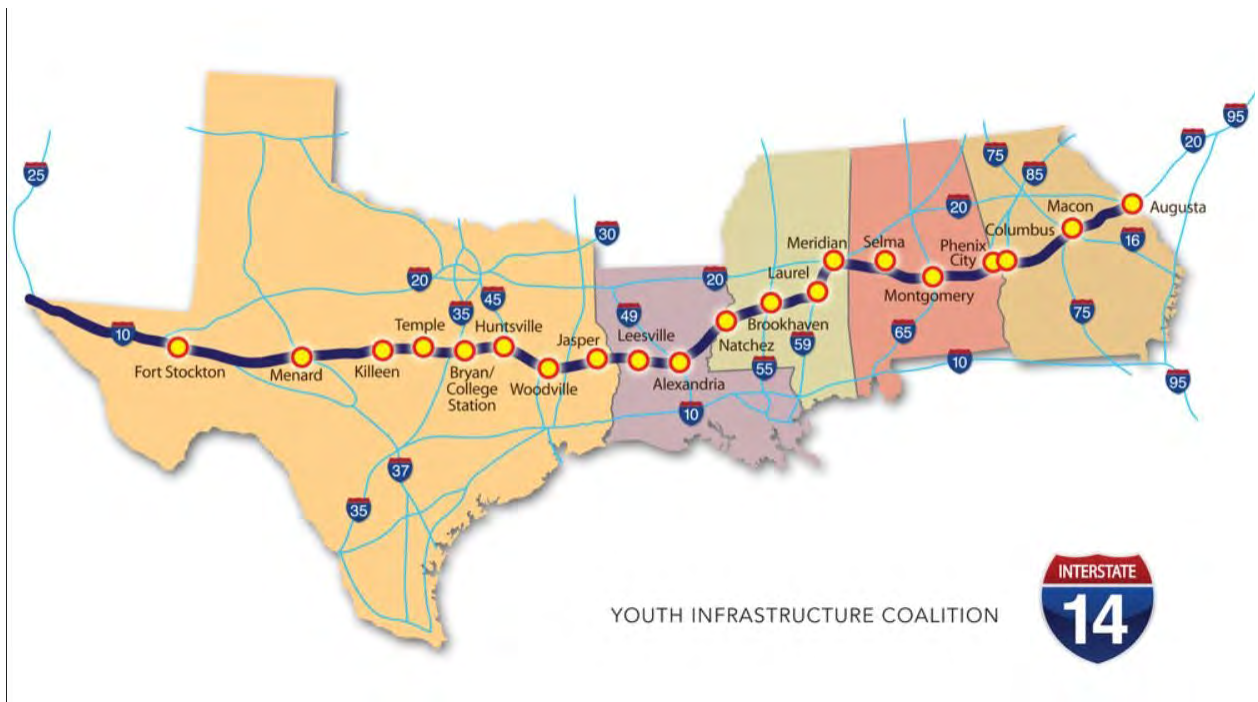 95
20
25
75
85
20
Macon
Augusta
Columbus
16
30
Meridian
Selma
Phenix
City
20
20
Laurel
Montgomery
45
35
49
Temple
Huntsville
10
Jasper
Leesville
Brookhaven
Natchez
59
65
75
Fort Stockton
Menard
Killeen
Bryan/
College
Station
Woodville
Alexandria
55
10
95
10
37
35
YOUTH INFRASTRUCTURE COALITION
INTERSTATE
14